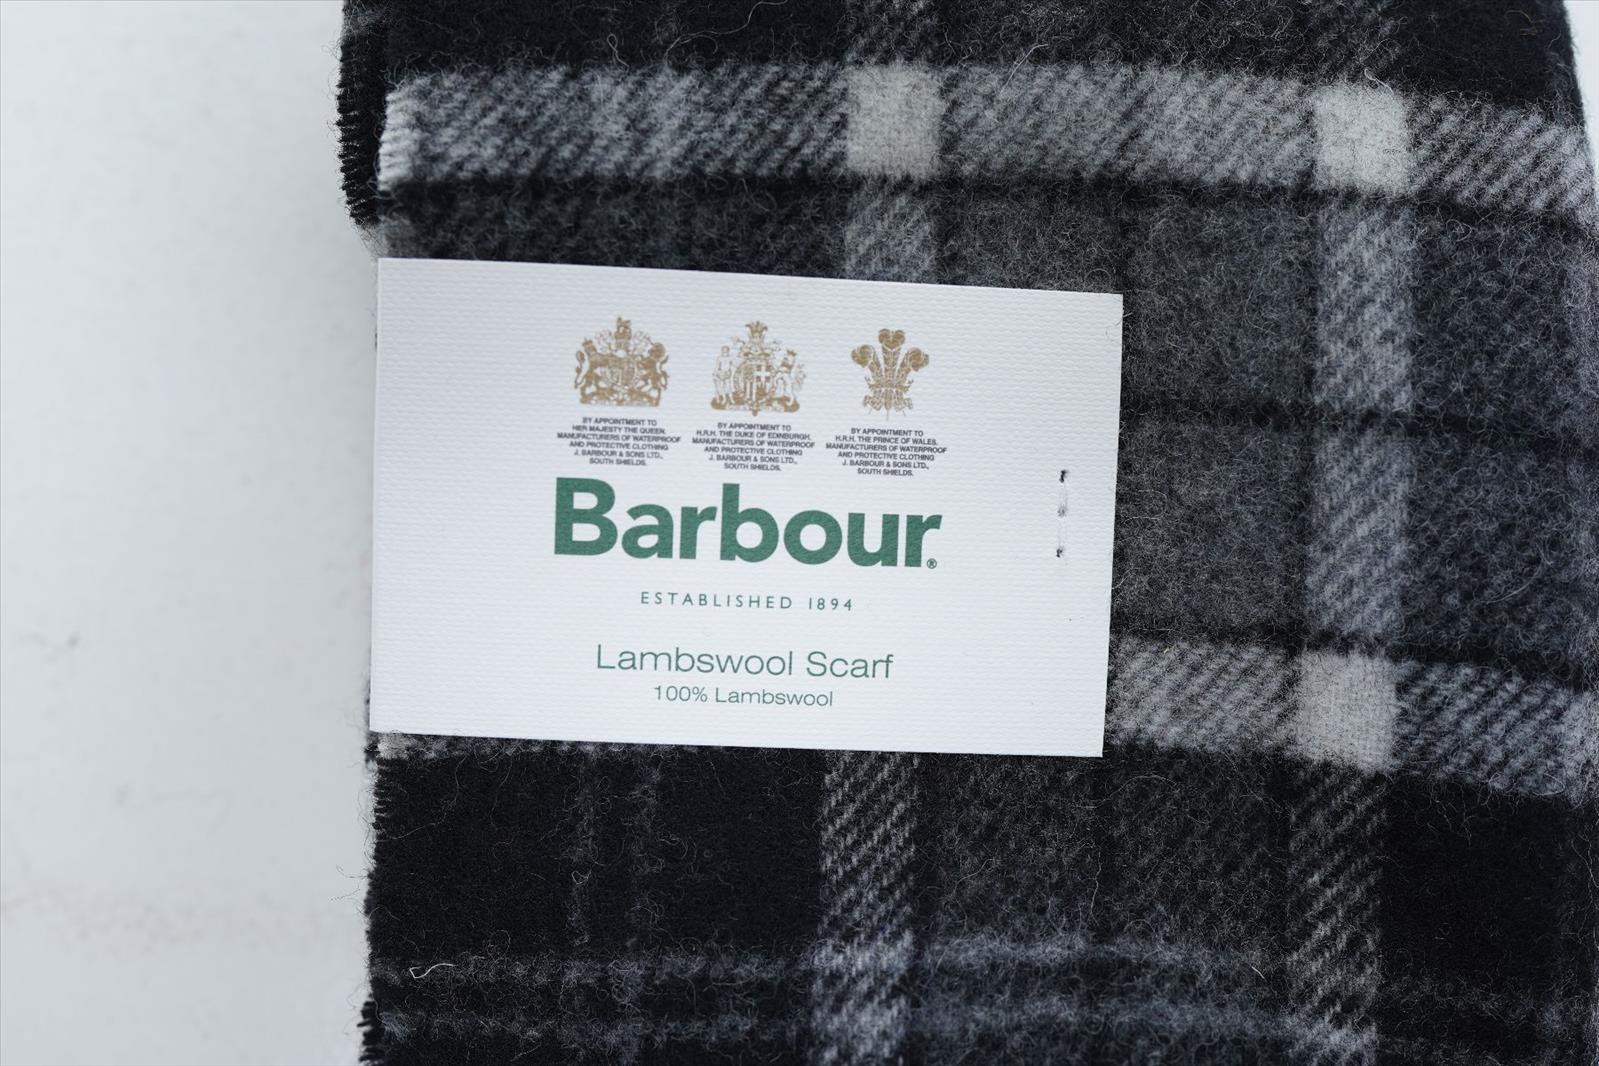 BY APPOINTMENT TO
HER MAJESTY THE QUEEN.
MANUFACTURERS OF WATERPROOF
AND PROTECTIVE CLOTHING
J. BARBOUR & SONS LTD.,
SOUTH SHIELDS.
BY APPOINTMENT TO
H.R.H. THE DUKE OF EDINBURGH.
MANUFACTURERS OF WATERPROOF
AND PROTECTIVE CLOTHING
J. BARBOUR & SONS LTD.,
SOUTH SHIELDS.
BY APPOINTMENT TO
H.R.H. THE PRINCE OF WALES.
MANUFACTURERS OF WATERPROOF
AND PROTECTIVE CLOTHING
J. BARBOUR & SONS LTD.,
SOUTH SHIELDS.
Barbour®
ESTABLISHED 1894
Lambswool Scarf
100% Lambswool